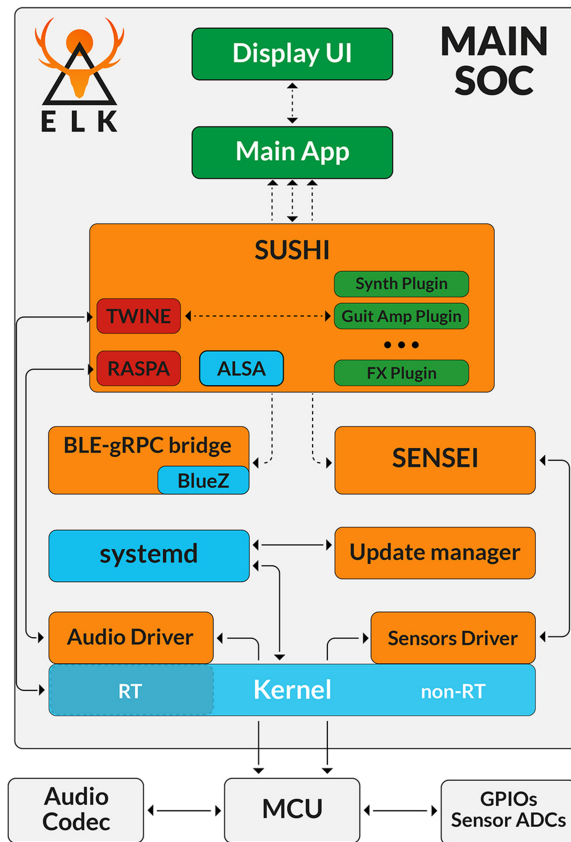 ELK
MAIN
SOC
Display UI
Main App
SUSHI
Synth Plugin
TWINE
Guit Amp Plugin
•••
RASPA
ALSA
FX Plugin
BLE-gRPC bridge
BlueZ
SENSEI
systemd
Update manager
Audio Driver
Sensors Driver
RT
Kernel
non-RT
Audio
Codec
MCU
GPIOs
Sensor ADCs